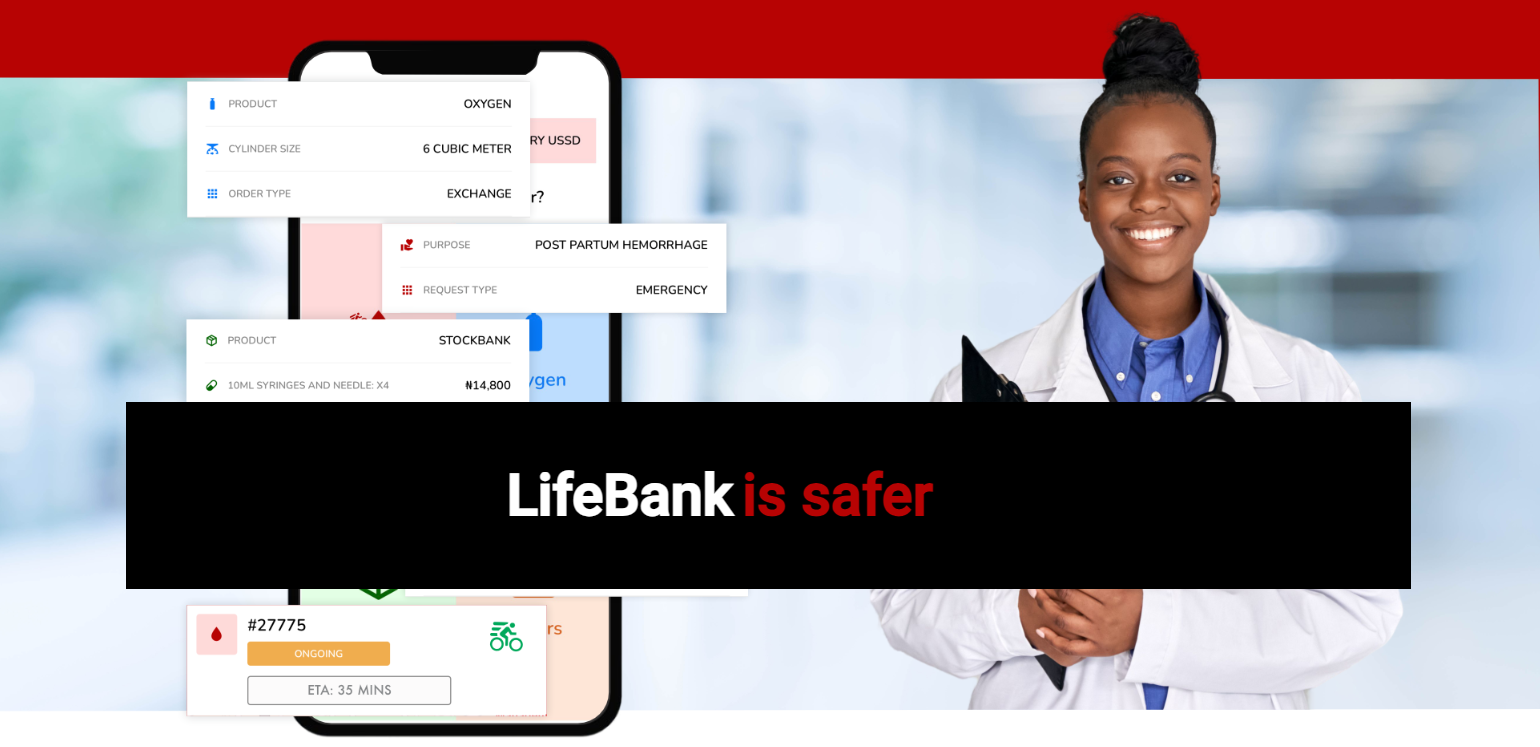 PRODUCT OXYGEN
RY USSD
CYLINDER SIZE 6 CUBIC METER
ORDER TYPE EXCHANGE
r?
PURPOSE POST PARTUM HEMORRHAGE
REQUEST TYPE EMERGENCY
PRODUCT STOCKBANK
ygen
10ML SYRINGES AND NEEDLE: X4 ₦14,800
LifeBank is safer
#27775
rs
ONGOING
ETA: 35 MINS